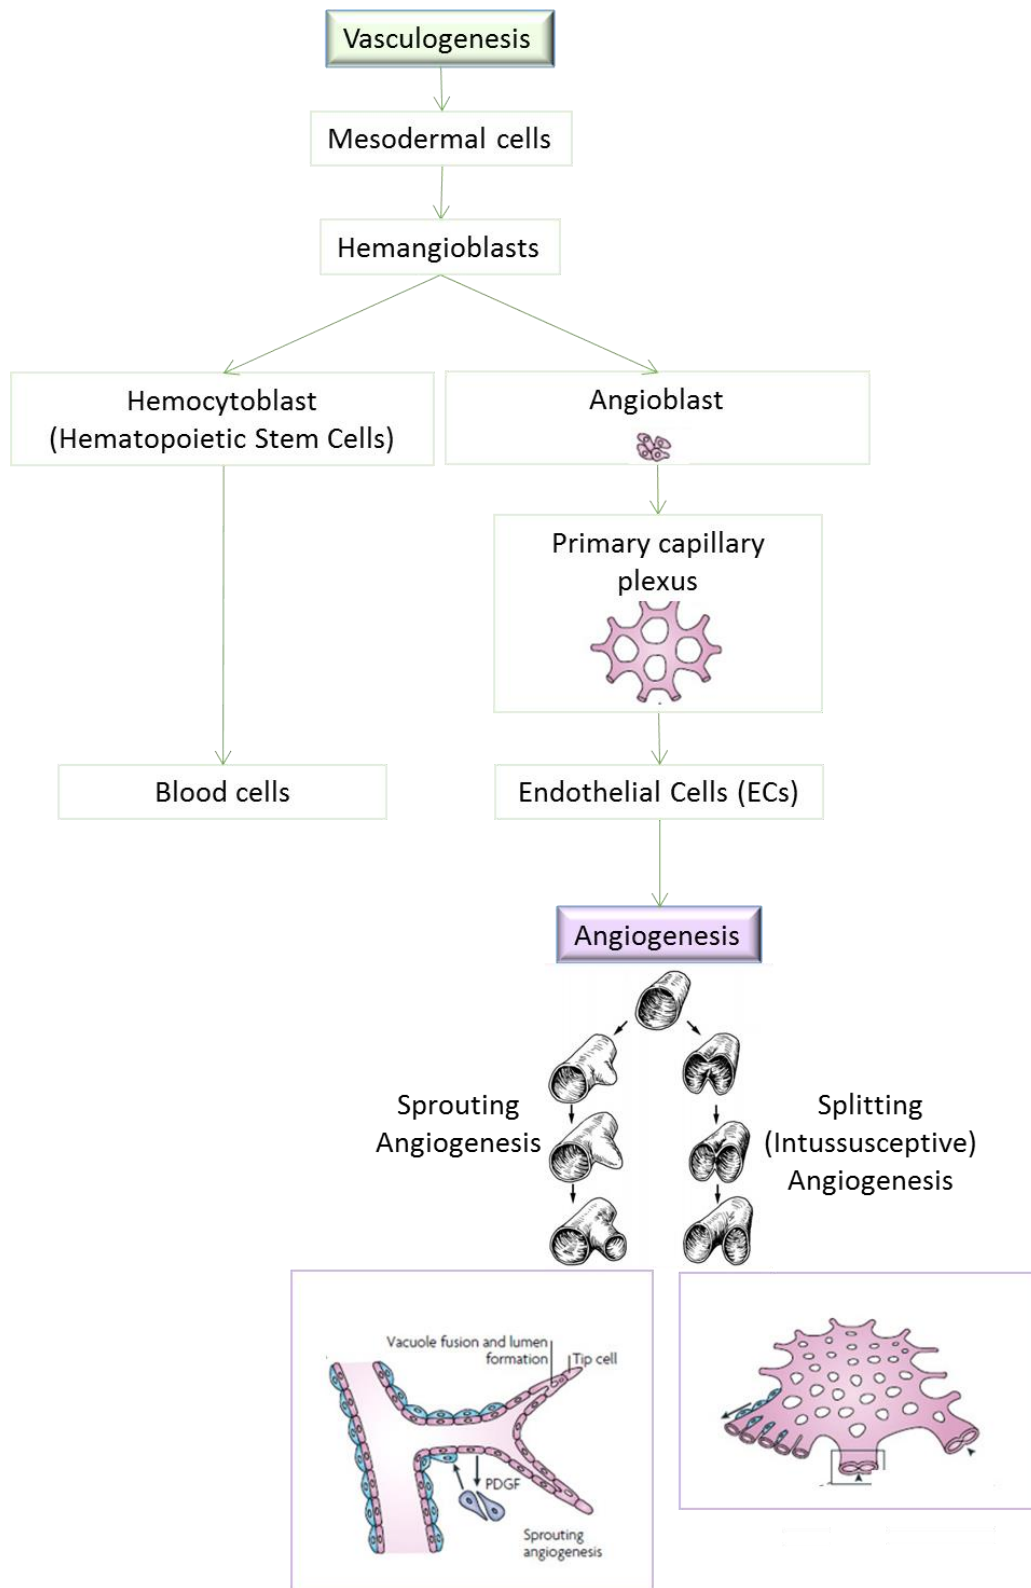 Vasculogenesis
Mesodermal cells
Hemangioblasts
Hemocytoblast
(Hematopoietic Stem Cells)
Angioblast
Primary capillary
plexus
Blood cells
Endothelial Cells (ECs)
Angiogenesis
Sprouting
Angiogenesis
Splitting
(Intussusceptive)
Angiogenesis
Vacuole fusion and lumen
formation
Tip cell
PDGF
Sprouting
angiogenesis